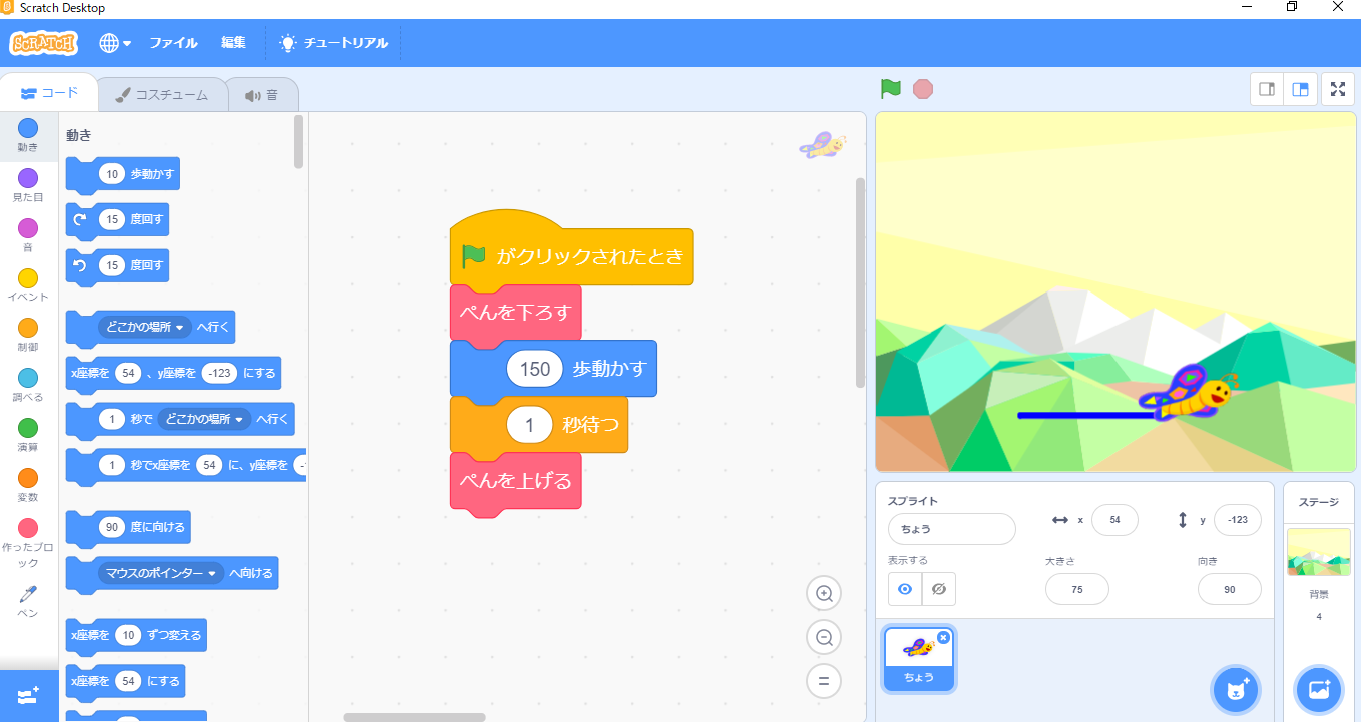 Scratch Desktop
SCRATCH
ファイル
編集
チュートリアル
コード
コスチューム
音
動き
見た目
音
イベント
制御
調べる
演算
変数
作ったブロ
ック
ペン
動き
10 歩動かす
15 度回す
15 度回す
どこかの場所 へ行く
x座標を 54 、y座標を -123 にする
1 秒で どこかの場所 へ行く
1 秒でx座標を 54 に、y座標を
90 度に向ける
マウスのポインター へ向ける
x座標を 10 ずつ変える
x座標を 54 にする
がクリックされたとき
ぺんを下ろす
150 歩動かす
1 秒待つ
ぺんを上げる
スプライト
ちょう
x 54
y -123
表示する
大きさ
75
向き
90
ちょう
ステージ
背景
4